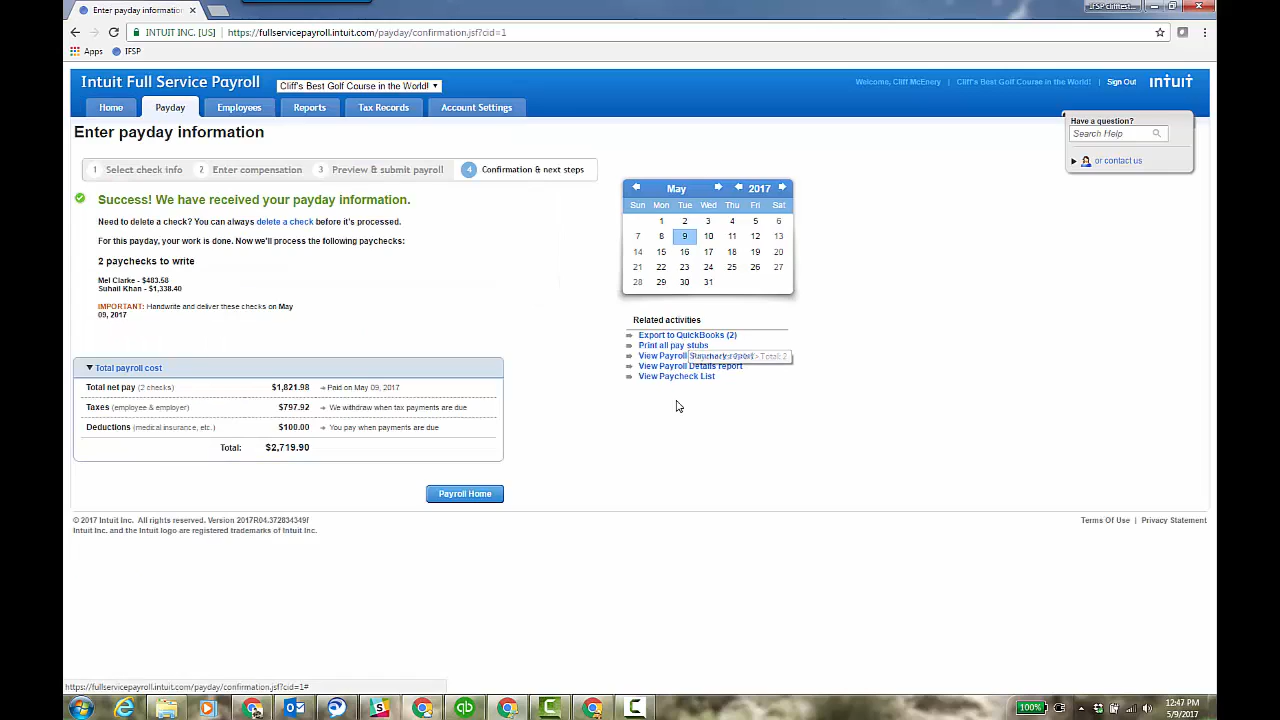 Enter payday information
IFSP clifftest...
INTUIT INC. [US]
https://fullservicepayroll.intuit.com/payday/confirmation.jsf?cid=1
Apps
IFSP
Intuit Full Service Payroll
Cliff's Best Golf Course in the World!
Welcome, Cliff McEnery
Cliff's Best Golf Course in the World!
Sign Out
intuit
Home
Payday
Employees
Reports
Tax Records
Account Settings
Enter payday information
Have a question?
Search Help
or contact us
1 Select check info
2 Enter compensation
3 Preview & submit payroll
4 Confirmation & next steps
Success! We have received your payday information.
Need to delete a check? You can always delete a check before it's processed.
For this payday, your work is done. Now we'll process the following paychecks:
2 paychecks to write
Mel Clarke - $483.58
Suhail Khan - $1,338.40
IMPORTANT: Handwrite and deliver these checks on May
09, 2017
May 2017
Sun Mon Tue Wed Thu Fri Sat
1 2 3 4 5 6
7 8 9 10 11 12 13
14 15 16 17 18 19 20
21 22 23 24 25 26 27
28 29 30 31
Related activities
Export to QuickBooks (2)
Print all pay stubs
View Payroll Summary report
View Payroll Details report
View Paycheck List
Total payroll cost
Total net pay (2 checks) $1,821.98 Paid on May 09, 2017
Taxes (employee & employer) $797.92 We withdraw when tax payments are due
Deductions (medical insurance, etc.) $100.00 You pay when payments are due
Total: $2,719.90
Payroll Home
© 2017 Intuit Inc. All rights reserved. Version 2017R04.372834349f
Intuit Inc. and the Intuit logo are registered trademarks of Intuit Inc.
Terms Of Use | Privacy Statement
https://fullservicepayroll.intuit.com/payday/confirmation.jsf?cid=1#
100%
12:47 PM
5/9/2017